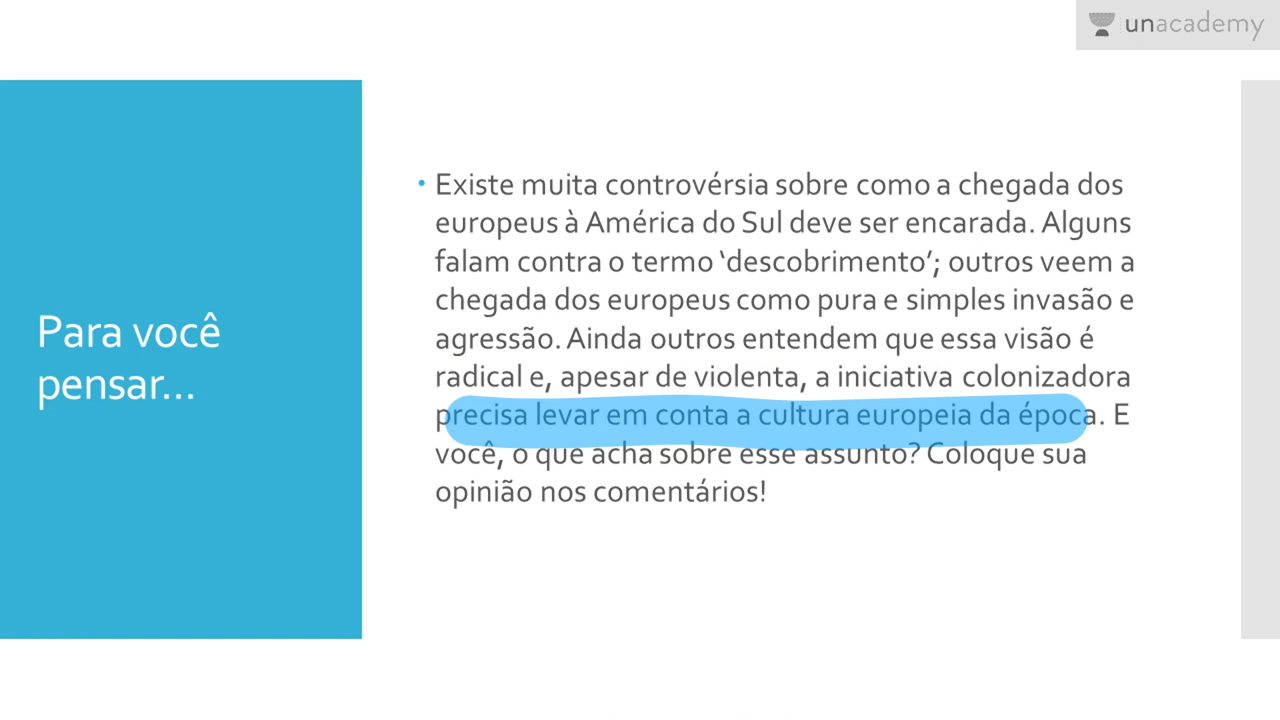 unacademy
Para você
pensar...
• Existe muita controvérsia sobre como a chegada dos
europeus à América do Sul deve ser encarada. Alguns
falam contra o termo ‘descobrimento’; outros veem a
chegada dos europeus como pura e simples invasão e
agressão. Ainda outros entendem que essa visão é
radical e, apesar de violenta, a iniciativa colonizadora
precisa levar em conta a cultura europeia da época. E
você, o que acha sobre esse assunto? Coloque sua
opinião nos comentários!